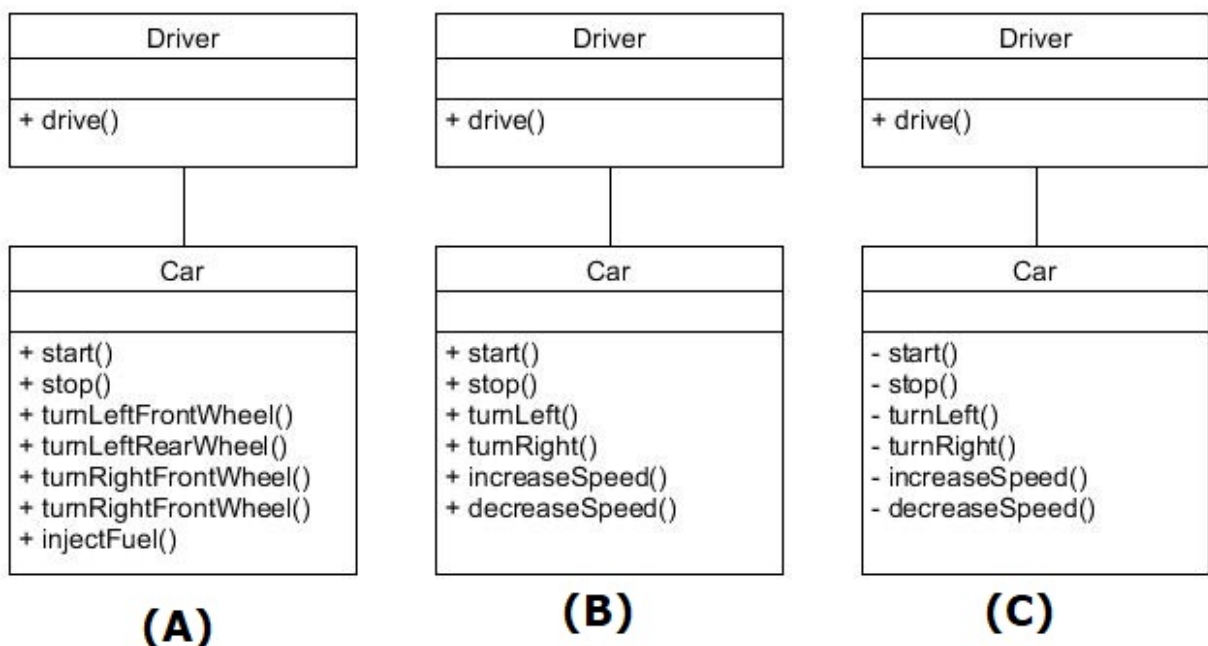 Driver
+ drive()
Car
+ start()
+ stop()
+ turnLeftFrontWheel()
+ turnLeftRearWheel()
+ turnRightFrontWheel()
+ turnRightFrontWheel()
+ injectFuel()
(A)
Driver
+ drive()
Car
+ start()
+ stop()
+ turnLeft()
+ turnRight()
+ increaseSpeed()
+ decreaseSpeed()
(B)
Driver
+ drive()
Car
- start()
- stop()
- turnLeft()
- turnRight()
- increaseSpeed()
- decreaseSpeed()
(C)